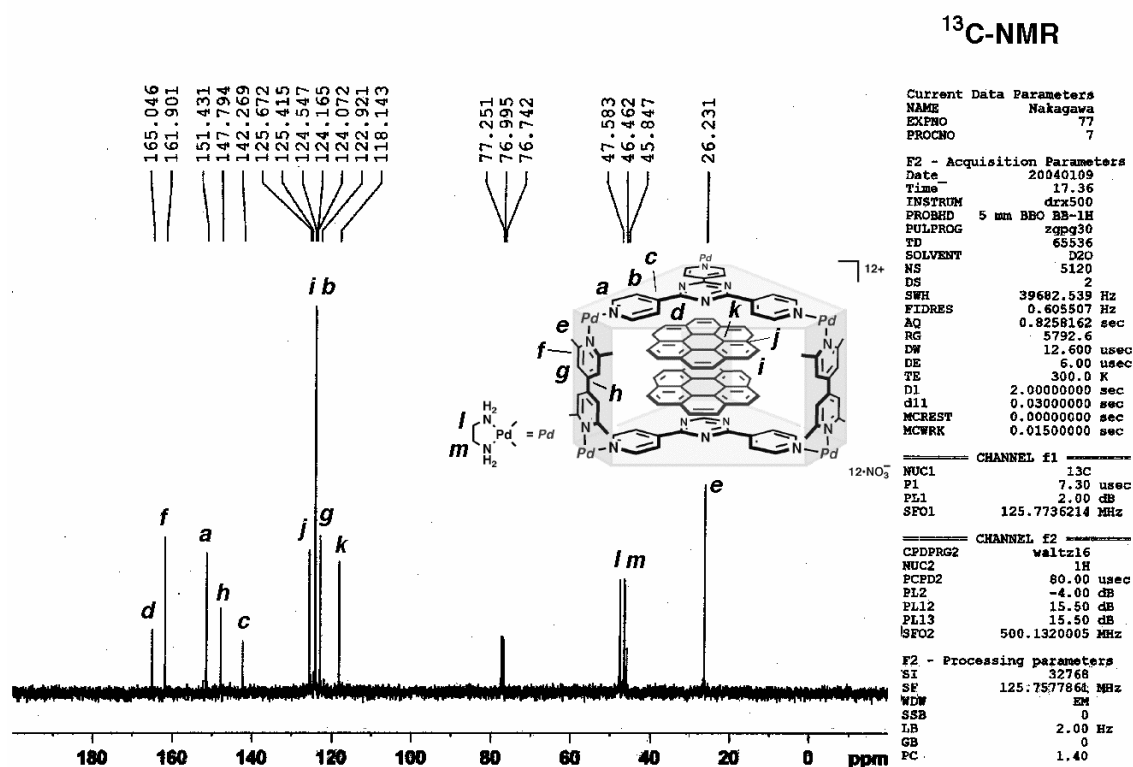 13C-NMR
165.046
161.901
151.431
147.794
142.269
125.672
125.415
124.547
124.165
124.072
122.921
118.143
77.251
76.995
76.742
47.583
46.462
45.847
26.231
Current Data Parameters
NAME Nakagawa
EXPNO 77
PROCNO 7
F2 - Acquisition Parameters
Date_ 20040109
Time 17.36
INSTRUM drx500
PROBHD 5 mm BBO BB-1H
PULPROG zgpg30
TD 65536
SOLVENT D2O
NS 5120
DS 2
SWH 39682.539 Hz
FIDRES 0.605507 Hz
AQ 0.8258162 sec
RG 5792.6
DW 12.600 usec
DE 6.00 usec
TE 300.0 K
D1 2.00000000 sec
d11 0.03000000 sec
MCREST 0.00000000 sec
MCWRK 0.01500000 sec
======== CHANNEL f1 ========
NUC1 13C
P1 7.30 usec
PL1 2.00 dB
SFO1 125.7736214 MHz
======== CHANNEL f2 ========
CPDPRG2 waltz16
NUC2 1H
PCPD2 80.00 usec
PL2 -4.00 dB
PL12 15.50 dB
PL13 15.50 dB
SFO2 500.1320005 MHz
F2 - Processing parameters
SI 32768
SF 125.7577868 MHz
WDW EM
SSB 0
LB 2.00 Hz
GB 0
PC 1.40
Pd
12+
c
b
a
N N
N
d
k
N
N
Pd
Pd
e
j
f
i
g
h
N
N
N
N
H2
N
l
Pd = Pd
m
N
H2
N N
N
N
N
Pd
Pd
12·NO3-
i b
e
f
a
j
g
k
l m
h
d
c
180 160 140 120 100 80 60 40 20 0 ppm